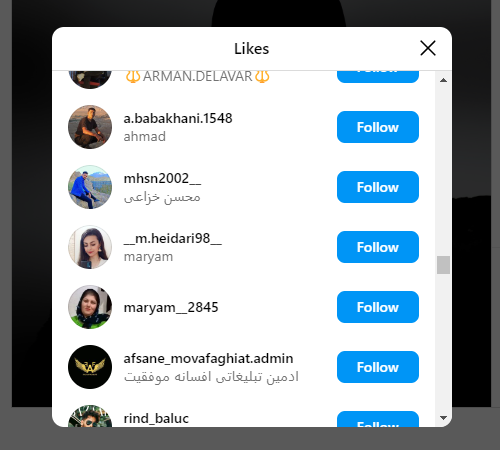 Likes
ARMAN.DELAVAR
Follow
a.babakhani.1548
ahmad
Follow
mhsn2002__
محسن خزاعی
Follow
__m.heidari98__
maryam
Follow
maryam__2845
Follow
afsane_movafaghiat.admin
ادمین تبلیغاتی افسانه موفقیت
Follow
rind_baluc
Follow